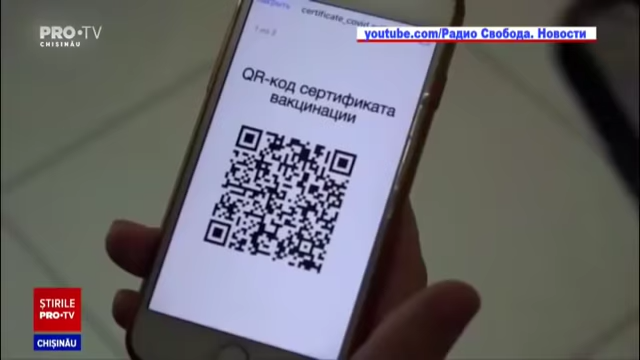 PRO•TV
CHIȘINĂU
youtube.com/Радио Свобода. Новости
certificate_covid
QR-код сертификата
вакцинации
ȘTIRILE
PRO•TV
CHIȘINĂU